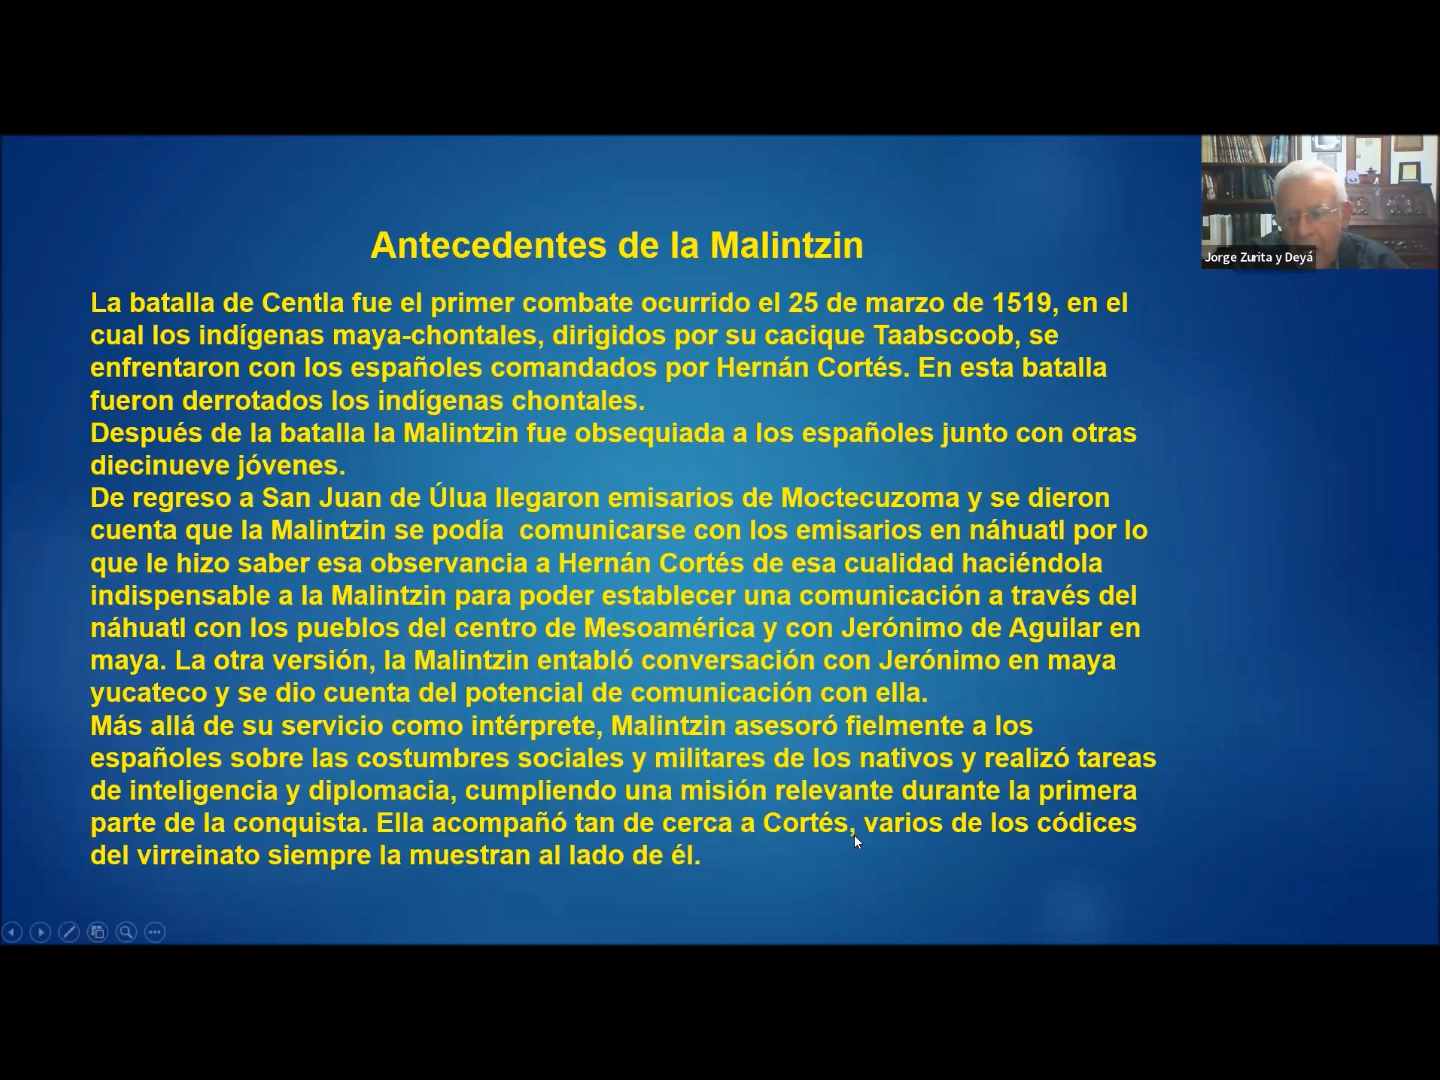 Antecedentes de la Malintzin
La batalla de Centla fue el primer combate ocurrido el 25 de marzo de 1519, en el
cual los indígenas maya-chontales, dirigidos por su cacique Taabscoob, se
enfrentaron con los españoles comandados por Hernán Cortés. En esta batalla
fueron derrotados los indígenas chontales.
Después de la batalla la Malintzin fue obsequiada a los españoles junto con otras
diecinueve jóvenes.
De regreso a San Juan de Úlua llegaron emisarios de Moctecuzoma y se dieron
cuenta que la Malintzin se podía  comunicarse con los emisarios en náhuatl por lo
que le hizo saber esa observancia a Hernán Cortés de esa cualidad haciéndola
indispensable a la Malintzin para poder establecer una comunicación a través del
náhuatl con los pueblos del centro de Mesoamérica y con Jerónimo de Aguilar en
maya. La otra versión, la Malintzin entabló conversación con Jerónimo en maya
yucateco y se dio cuenta del potencial de comunicación con ella.
Más allá de su servicio como intérprete, Malintzin asesoró fielmente a los
españoles sobre las costumbres sociales y militares de los nativos y realizó tareas
de inteligencia y diplomacia, cumpliendo una misión relevante durante la primera
parte de la conquista. Ella acompañó tan de cerca a Cortés, varios de los códices
del virreinato siempre la muestran al lado de él.
Jorge Zurita y Deyá